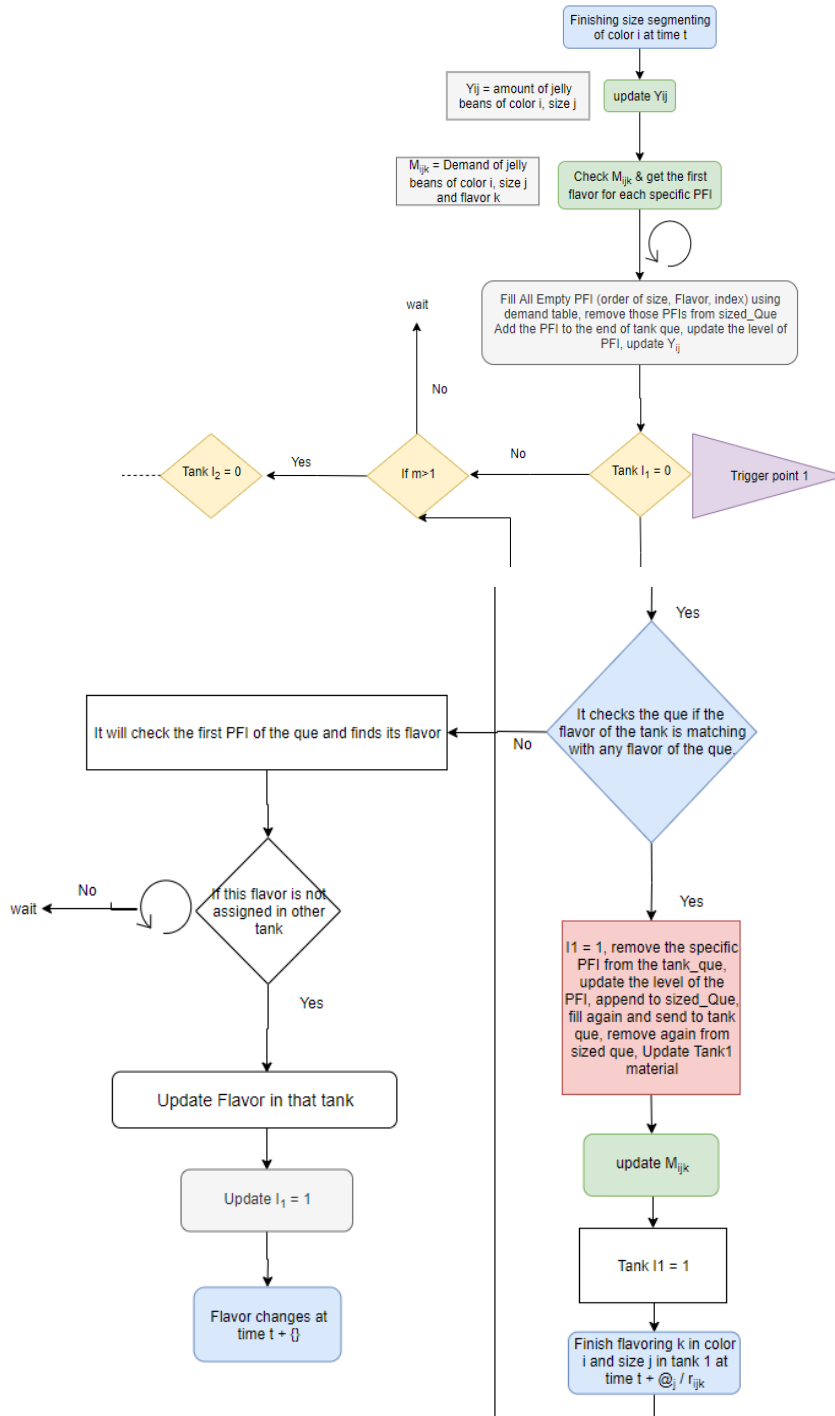 Finishing size segmenting
of color i at time t
Yij = amount of jelly
beans of color i, size j
update Yij
Mijk = Demand of jelly
beans of color i, size j
and flavor k
Check Mijk & get the first
flavor for each specific PFI
Fill All Empty PFI (order of size, Flavor, index) using
demand table, remove those PFIs from sized_Que
Add the PFI to the end of tank que, update the level of
PFI, update Yij
wait
No
Tank I2 = 0
Yes
If m>1
No
Tank I1 = 0
Trigger point 1
Yes
It will check the first PFI of the que and finds its flavor
No
It checks the que if the
flavor of the tank is matching
with any flavor of the que.
wait
No
If this flavor is not
assigned in other
tank
Yes
Yes
I1 = 1, remove the specific
PFI from the tank_que,
update the level of the
PFI, append to sized_Que,
fill again and send to tank
que, remove again from
sized que, Update Tank1
material
Update Flavor in that tank
update Mijk
Update I1 = 1
Tank I1 = 1
Flavor changes at
time t + {}
Finish flavoring k in color
i and size j in tank 1 at
time t + @j / rijk